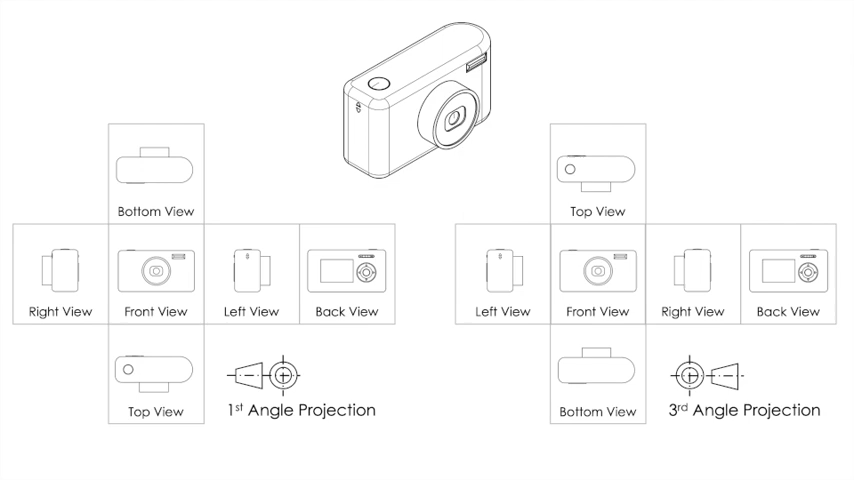 Bottom View
Top View
Right View
Front View
Left View
Back View
Left View
Front View
Right View
Back View
Top View
1st Angle Projection
Bottom View
3rd Angle Projection